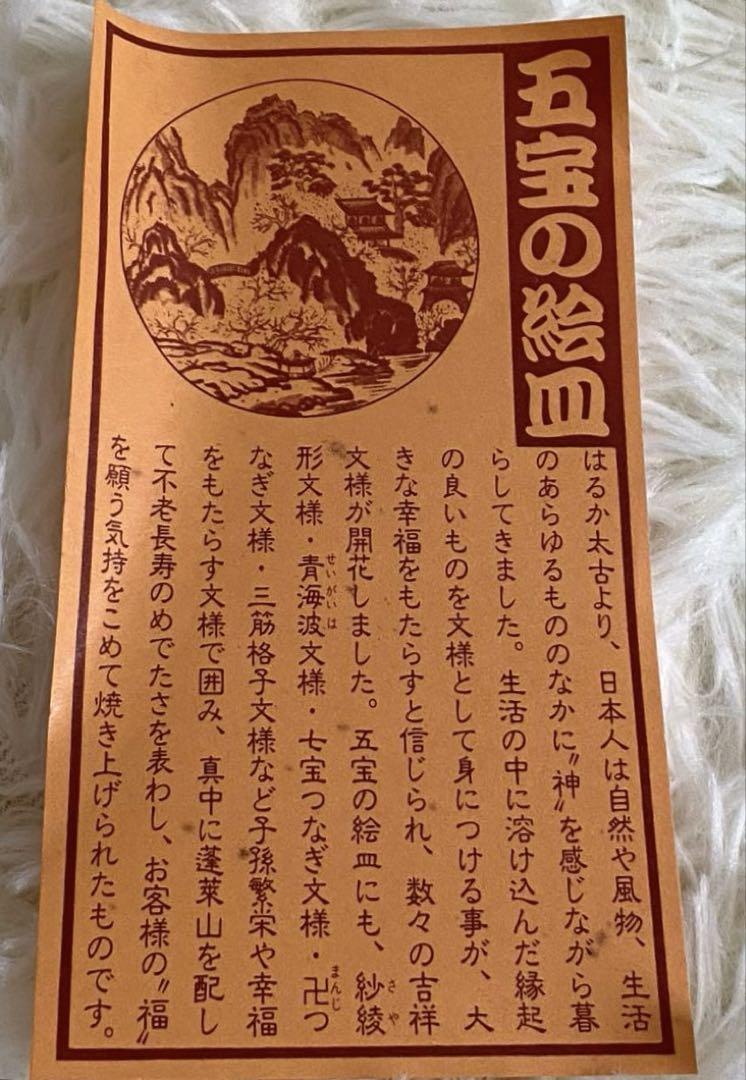 五宝の絵皿
はるか太古より、日本人は自然や風物、生活
のあらゆるもののなかに〝神〟を感じながら暮
らしてきました。生活の中に溶け込んだ縁起
の良いものを文様として身につける事が、大
きな幸福をもたらすと信じられ、数々の吉祥
文様が開花しました。五宝の絵皿にも、紗綾
さや
形文様・青海波文様・七宝つなぎ文様・卍つ
せいがいは
まんじ
なぎ文様・三筋格子文様など子孫繁栄や幸福
をもたらす文様で囲み、真中に蓬莱山を配し
て不老長寿のめでたさを表わし、お客様の〝福〟
を願う気持をこめて焼き上げられたものです。